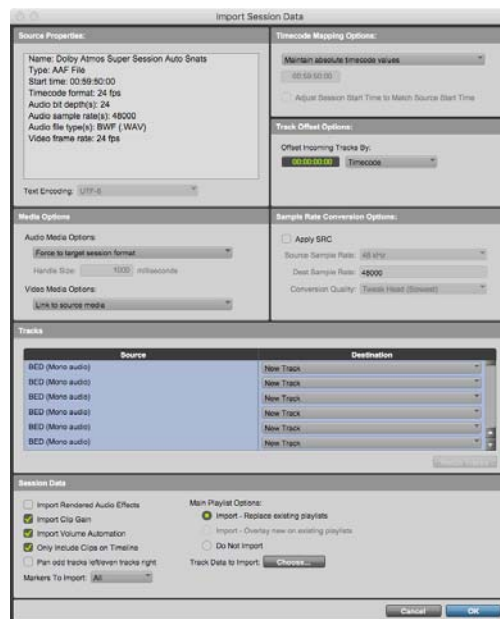 Import Session Data
Source Properties:
Name: Dolby Atmos Super Session Auto Snats
Type: AAF File
Start time: 00:59:50:00
Timecode format: 24 fps
Audio bit depth(s): 24
Audio sample rate(s): 48000
Audio file type(s): BWF (.WAV)
Video frame rate: 24 fps
Text Encoding: UTF-8
Timecode Mapping Options:
Maintain absolute timecode values
00:59:50:00
Adjust Session Start Time to Match Source Start Time
Track Offset Options:
Offset Incoming Tracks By:
00:00:00:00 Timecode
Media Options
Audio Media Options:
Force to target session format
Handle Size: 1000 milliseconds
Video Media Options:
Link to source media
Sample Rate Conversion Options:
Apply SRC
Source Sample Rate: 48 kHz
Dest Sample Rate: 48000
Conversion Quality: Tweak Head (Slowest)
Tracks
Source Destination
BED (Mono audio) New Track
BED (Mono audio) New Track
BED (Mono audio) New Track
BED (Mono audio) New Track
BED (Mono audio) New Track
BED (Mono audio) New Track
Session Data
Import Rendered Audio Effects
Import Clip Gain
Import Volume Automation
Only Include Clips on Timeline
Pan odd tracks left/even tracks right
Markers To Import: All
Main Playlist Options:
Import - Replace existing playlists
Import - Overlay new on existing playlists
Do Not Import
Track Data to Import: Choose...
Cancel OK